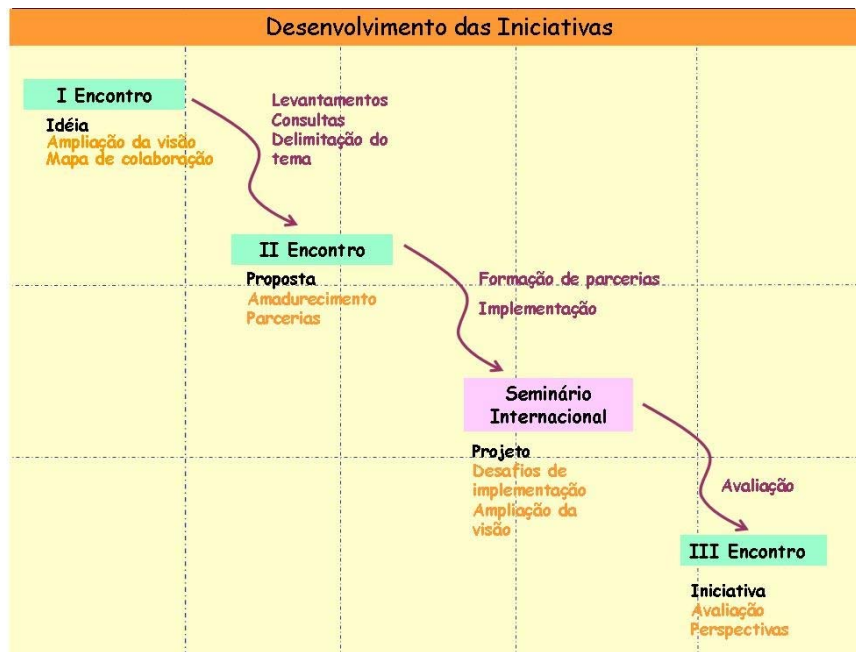 Desenvolvimento das Iniciativas
I Encontro
Idéia
Ampliação da visão
Mapa de colaboração
Levantamentos
Consultas
Delimitação do
tema
II Encontro
Proposta
Amadurecimento
Parcerias
Formação de parcerias
Implementação
Seminário
Internacional
Projeto
Desafios de
implementação
Ampliação da
visão
Avaliação
III Encontro
Iniciativa
Avaliação
Perspectivas